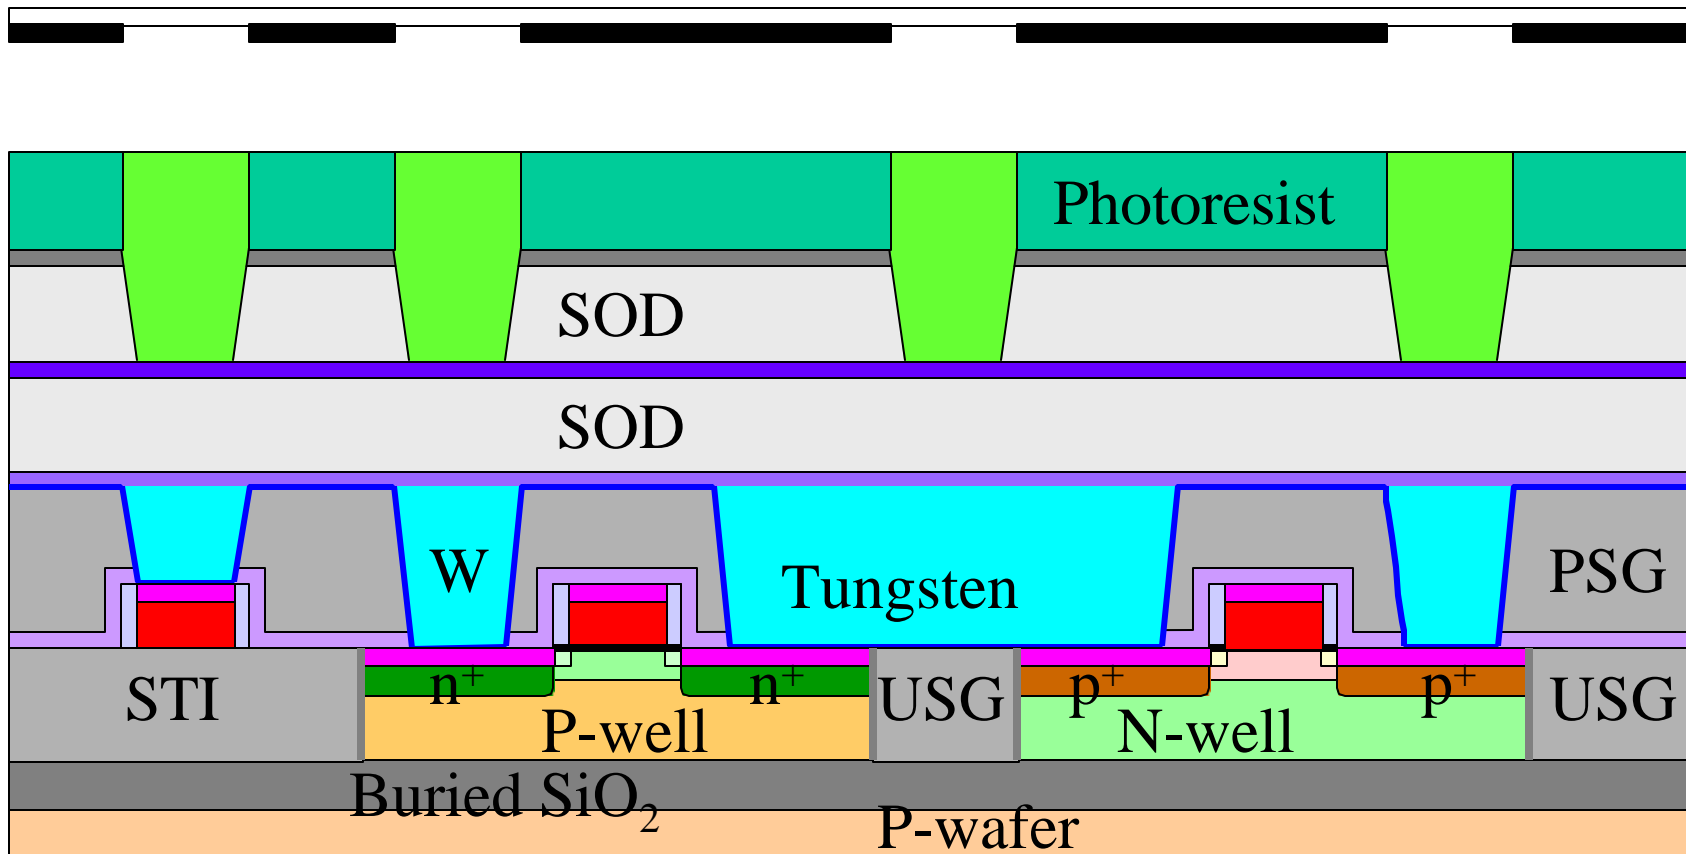 Photoresist
SOD
SOD
W
Tungsten
PSG
STI
n⁺
n⁺
USG
p⁺
p⁺
USG
P-well
N-well
Buried SiO₂
P-wafer